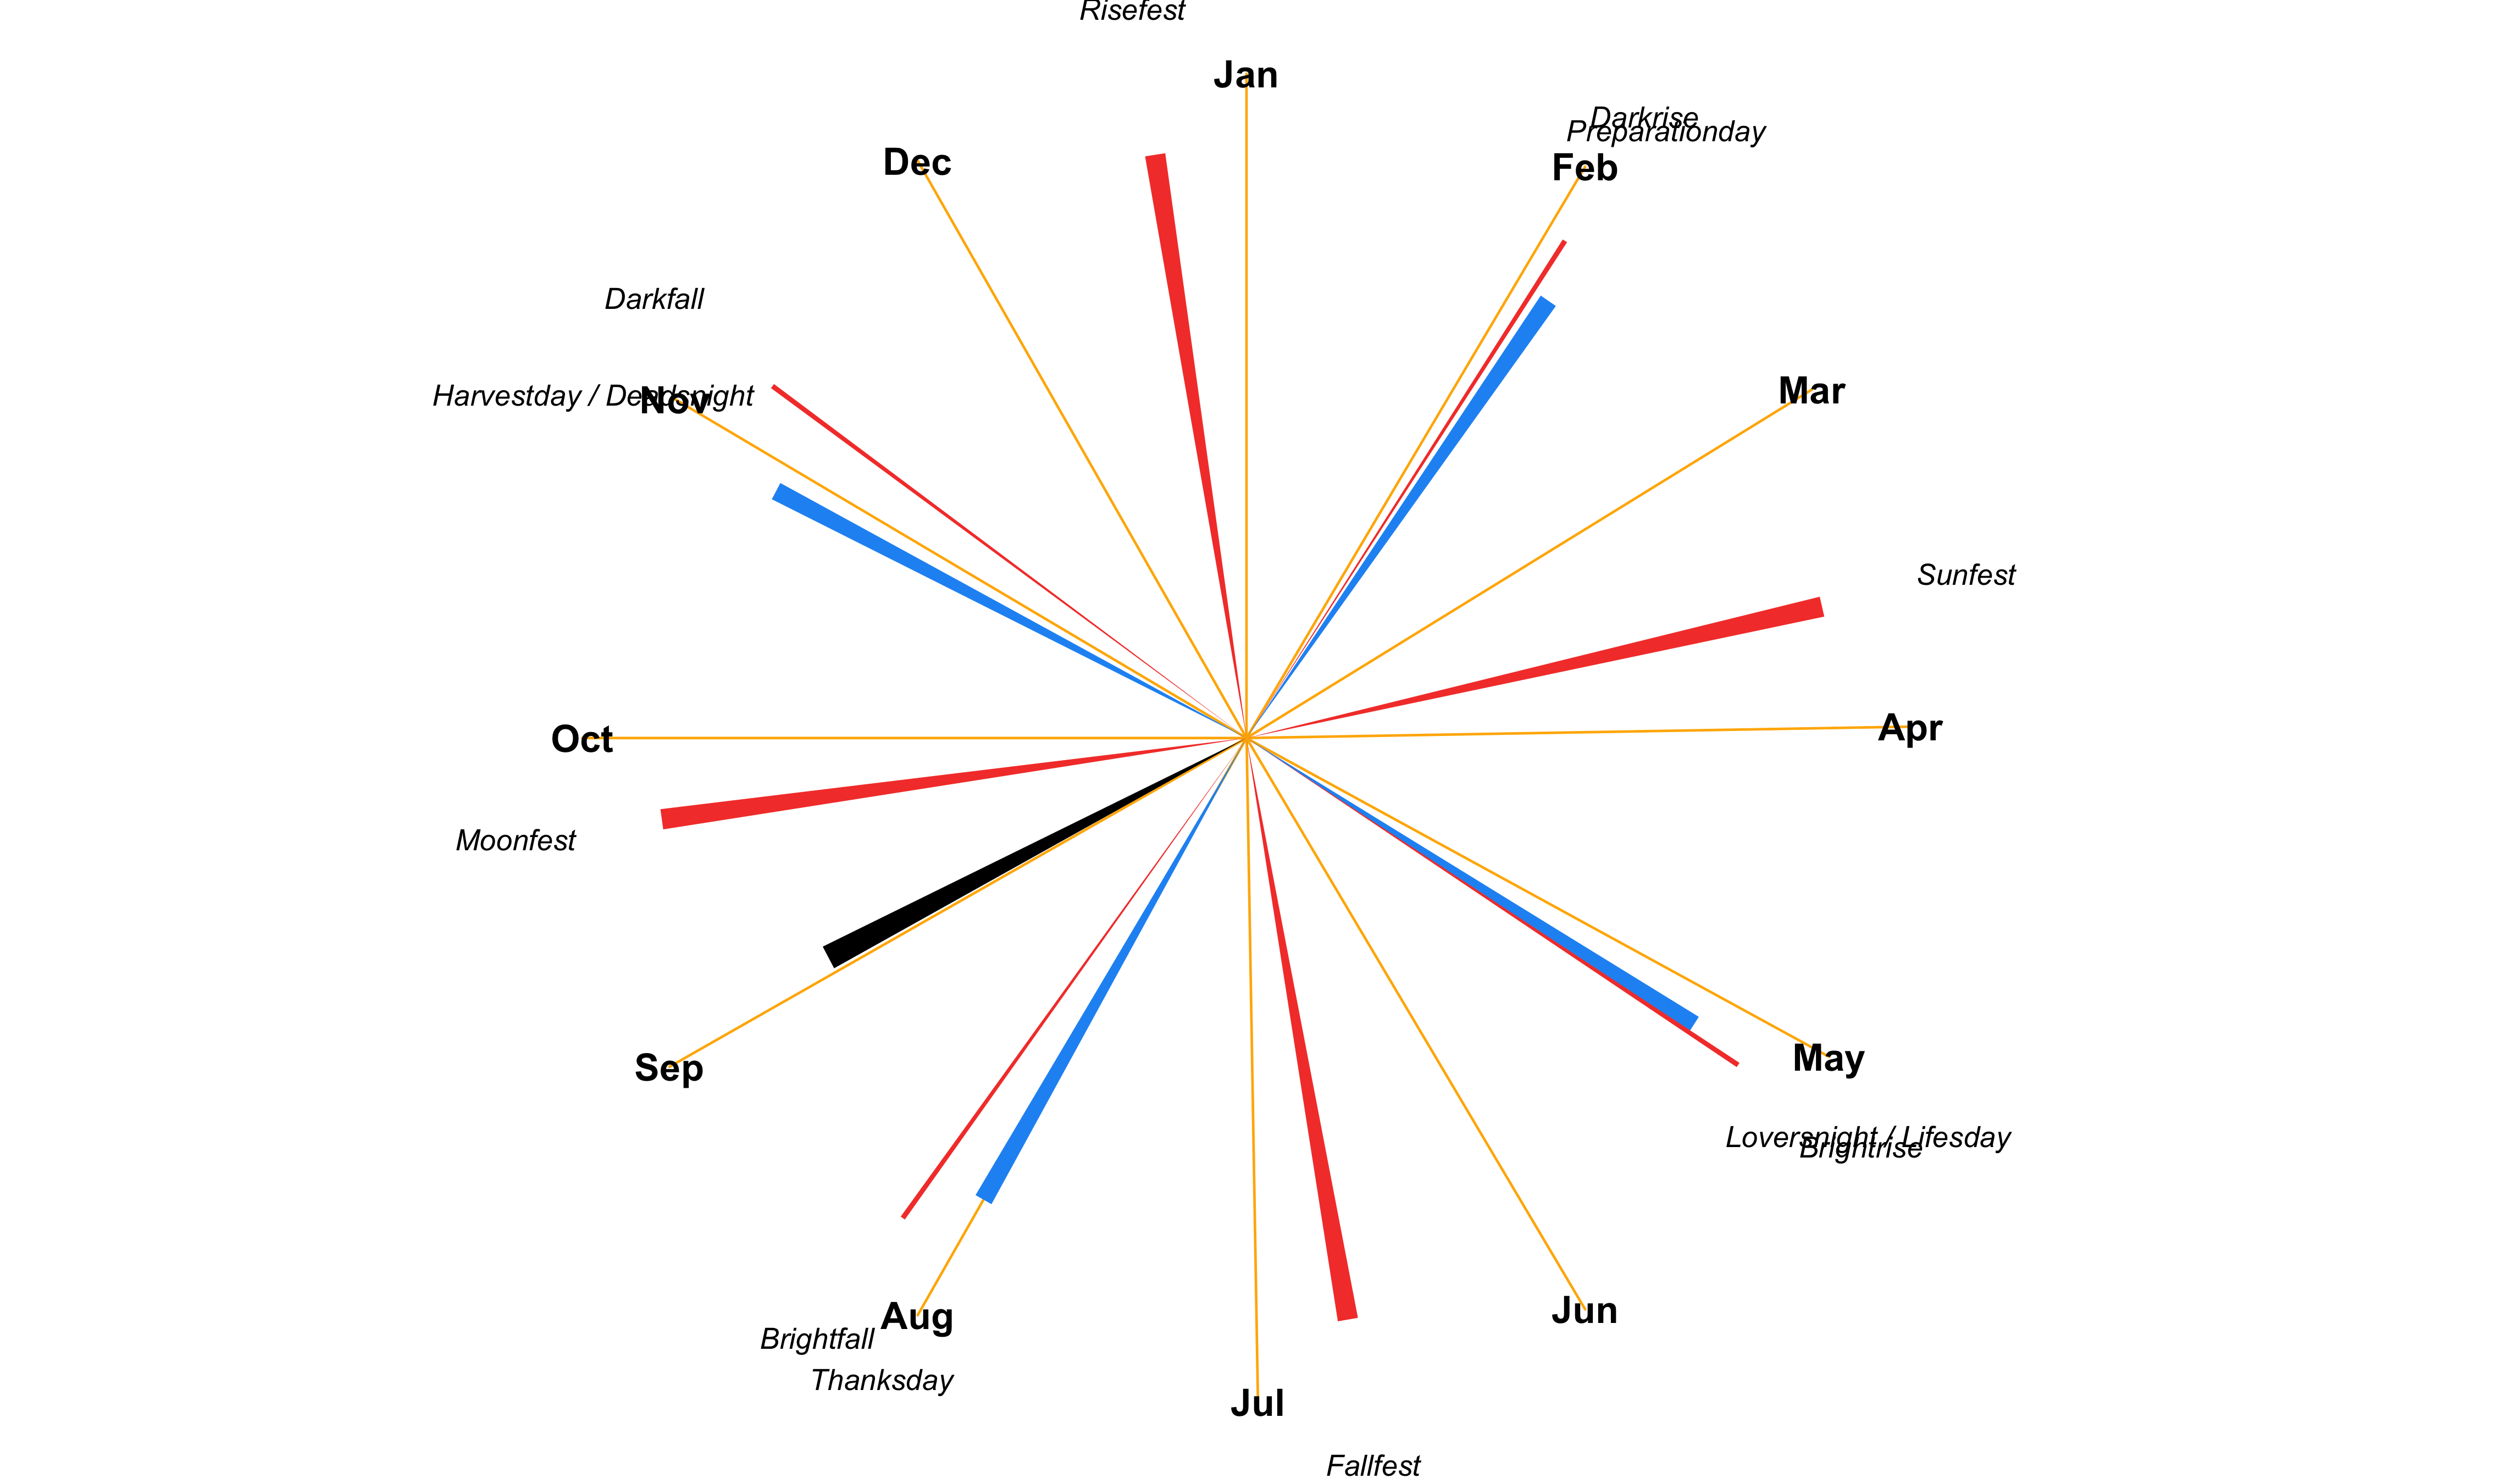 Risefest
Jan
Darkrise
Preparationday
Feb
Dec
Darkfall
Harvestday / Deadsnight
Nov
Mar
Sunfest
Oct
Apr
Moonfest
Sep
May
Loversnight / Lifesday
Brightrise
Aug
Jun
Brightfall
Thanksday
Jul
Fallfest